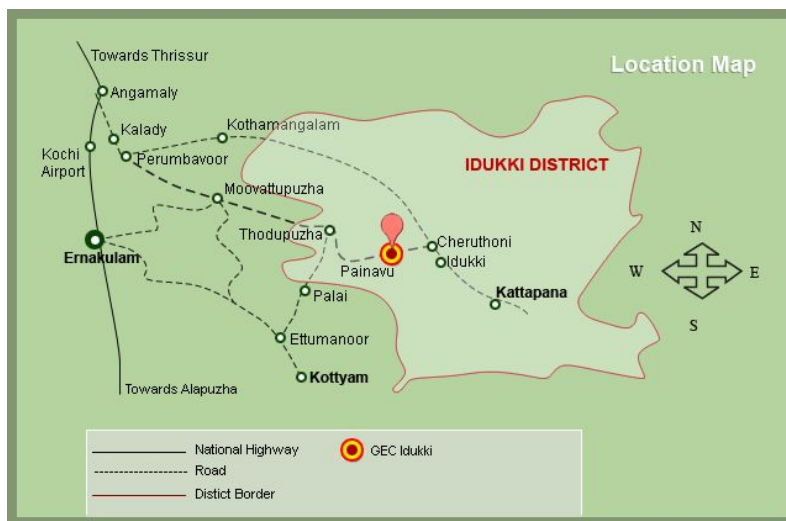 Towards Thrissur
Location Map
Angamaly
Kalady
Kothamangalam
Kochi
Airport
Perumbavoor
IDUKKI DISTRICT
Moovattupuzha
Thodupuzha
Cheruthoni
Ernakulam
Painavu
Idukki
Palai
Kattapana
Ettumanoor
Kottyam
Towards Alapuzha
N
W
E
S
National Highway
GEC Idukki
Road
Distict Border